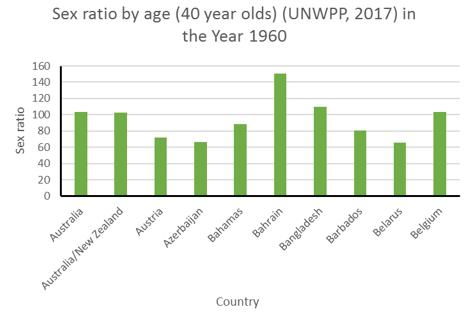 Sex ratio by age (40 year olds) (UNWPP, 2017) in
the Year 1960
160
140
120
100
80
60
40
20
0
Sex ratio
Australia
Australia/New Zealand
Austria
Azerbaijan
Bahamas
Bahrain
Bangladesh
Barbados
Belarus
Belgium
Country